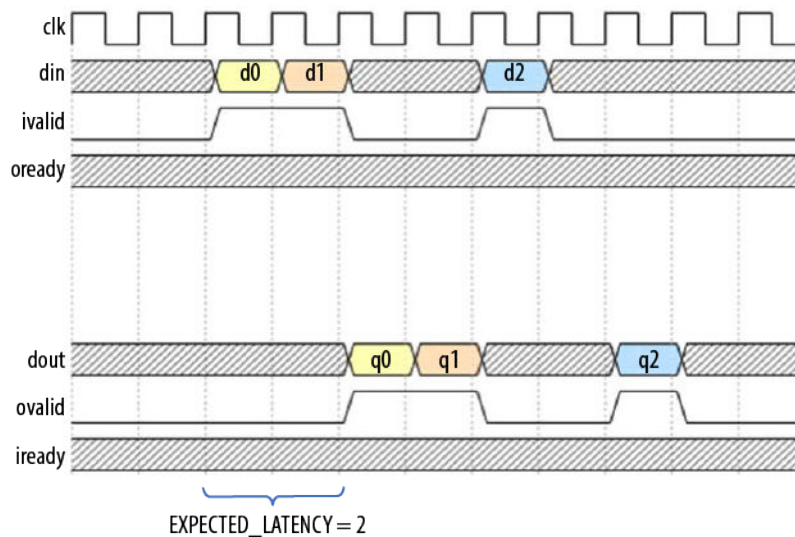 clk
din d0 d1 d2
ivalid
oready
dout q0 q1 q2
ovalid
iready
EXPECTED_LATENCY = 2